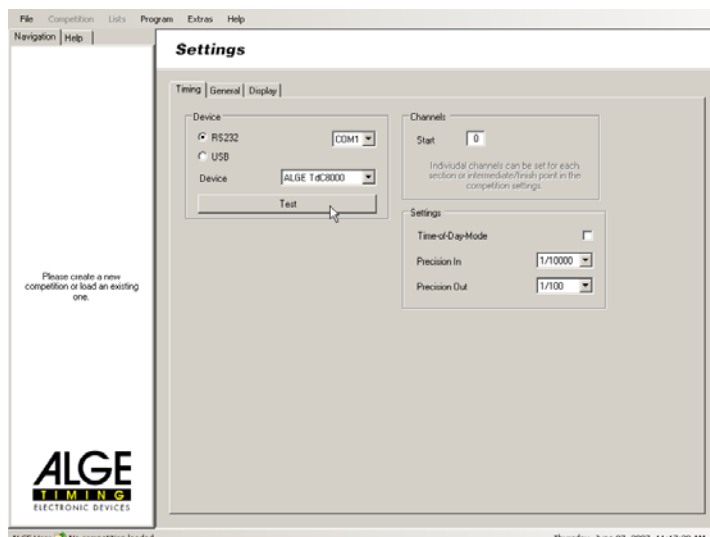 File Competition Lists Program Extras Help
Navigation Help
Settings
Timing General Display
Device
RS232 COM1
USB
Device ALGE TdC8000
Test
Channels
Start 0
Indiviudal channels can be set for each
section or intermediate/finish point in the
competition settings.
Settings
Time-of-Day-Mode
Precision In 1/10000
Precision Out 1/100
Please create a new
competition or load an existing
one.
ALGE
TIMING
ELECTRONIC DEVICES
No competition loaded